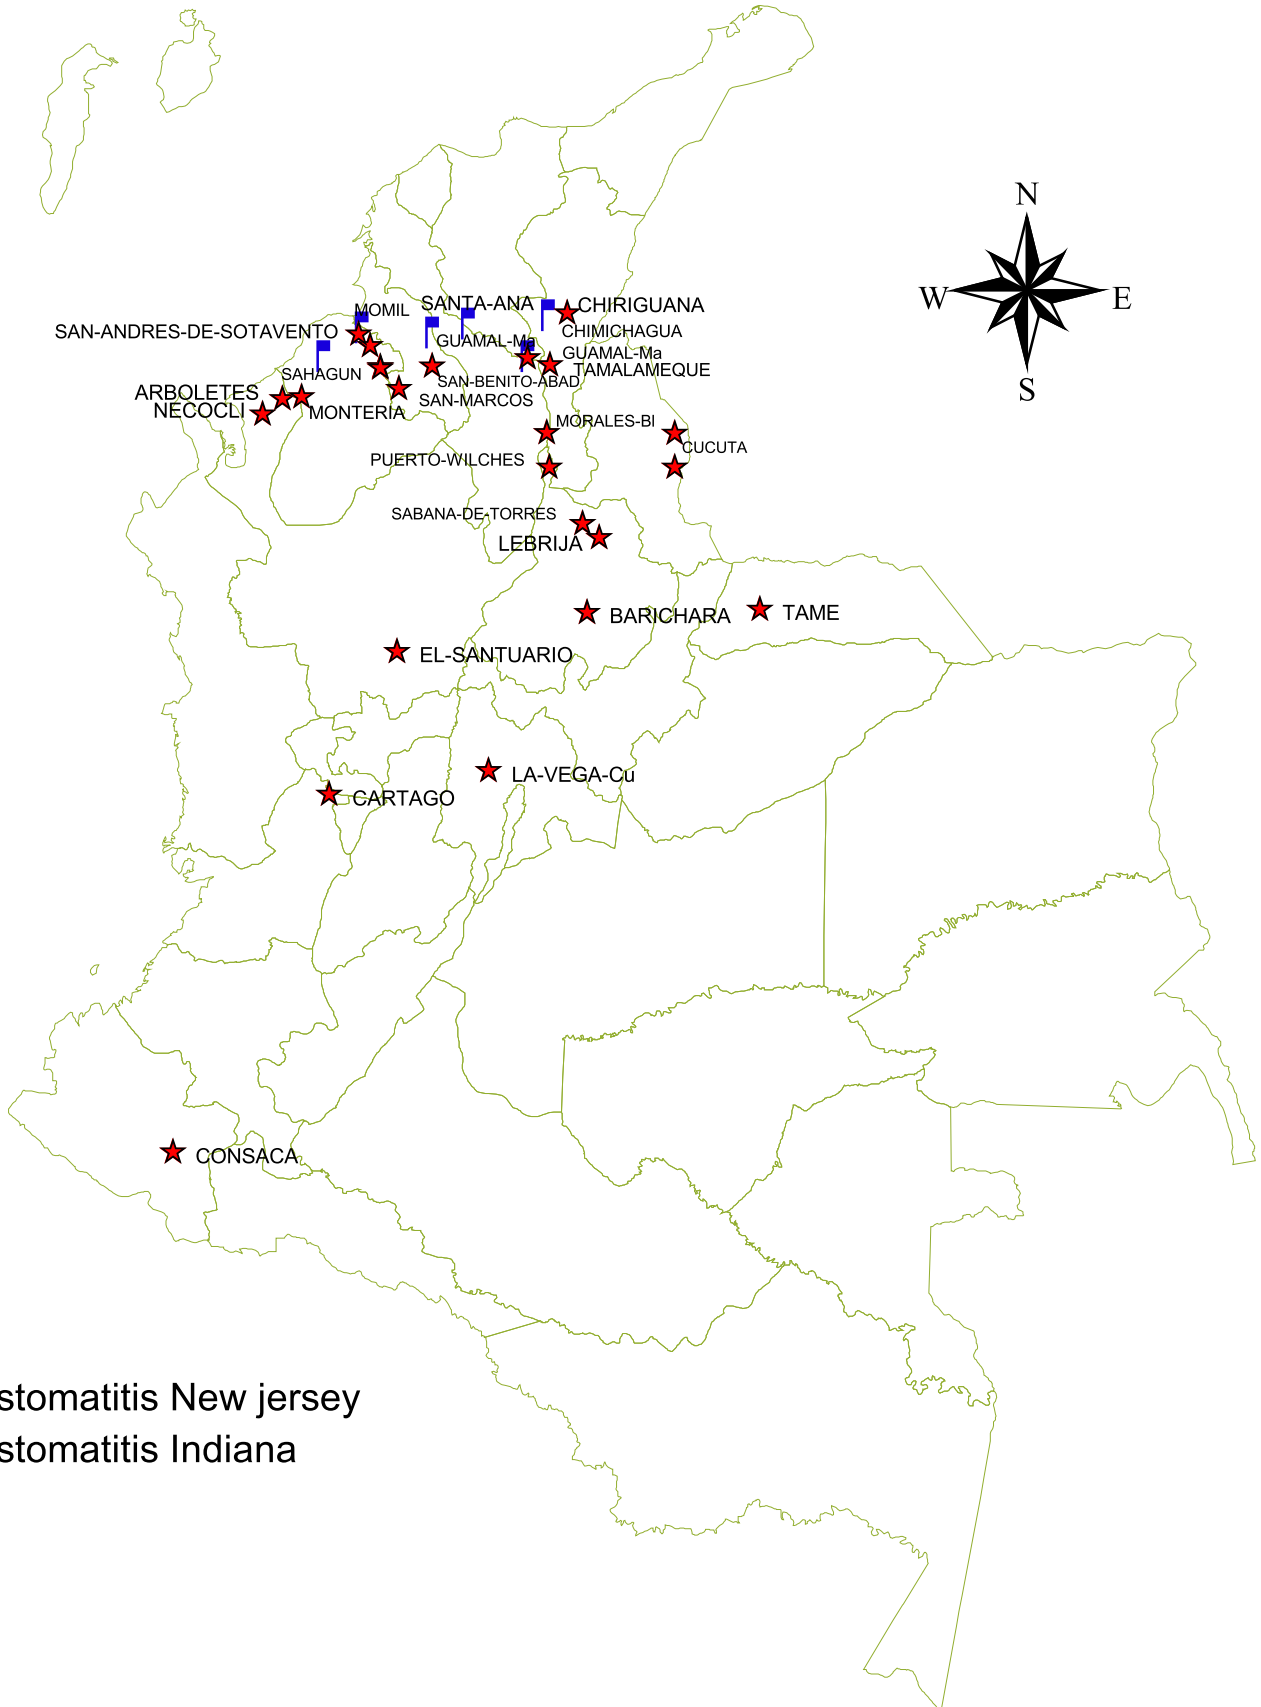 N
W
E
S
MOMIL
SANTA-ANA
CHIRIGUANA
SAN-ANDRES-DE-SOTAVENTO
CHIMICHAGUA
GUAMAL-Ma
GUAMAL-Ma
SAHAGUN
TAMALAMEQUE
SAN-BENITO-ABAD
ARBOLETES
SAN-MARCOS
NECOCLI
MONTERIA
MORALES-Bl
CUCUTA
PUERTO-WILCHES
SABANA-DE-TORRES
LEBRIJA
BARICHARA
TAME
EL-SANTUARIO
LA-VEGA-Cu
CARTAGO
CONSACA
stomatitis New jersey
stomatitis Indiana